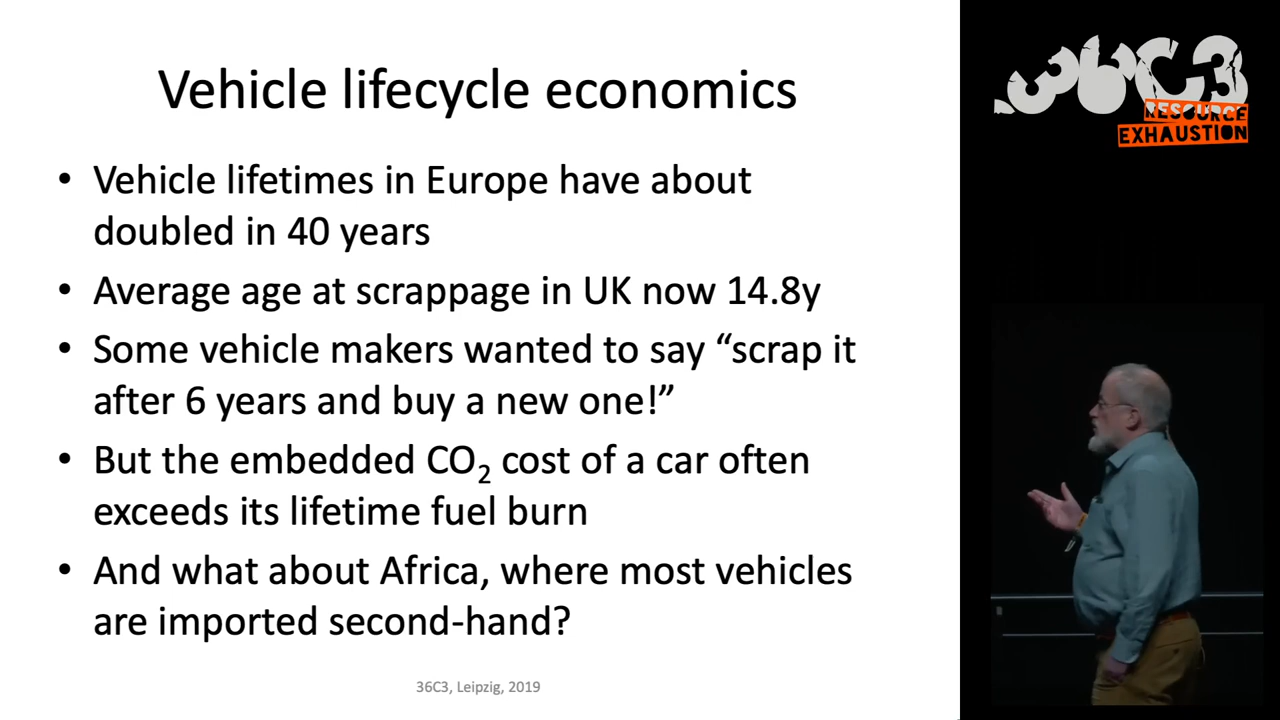 Vehicle lifecycle economics
• Vehicle lifetimes in Europe have about
doubled in 40 years
• Average age at scrappage in UK now 14.8y
• Some vehicle makers wanted to say “scrap it
after 6 years and buy a new one!”
• But the embedded CO₂ cost of a car often
exceeds its lifetime fuel burn
• And what about Africa, where most vehicles
are imported second-hand?
36C3, Leipzig, 2019
36C3
RESOURCE
EXHAUSTION